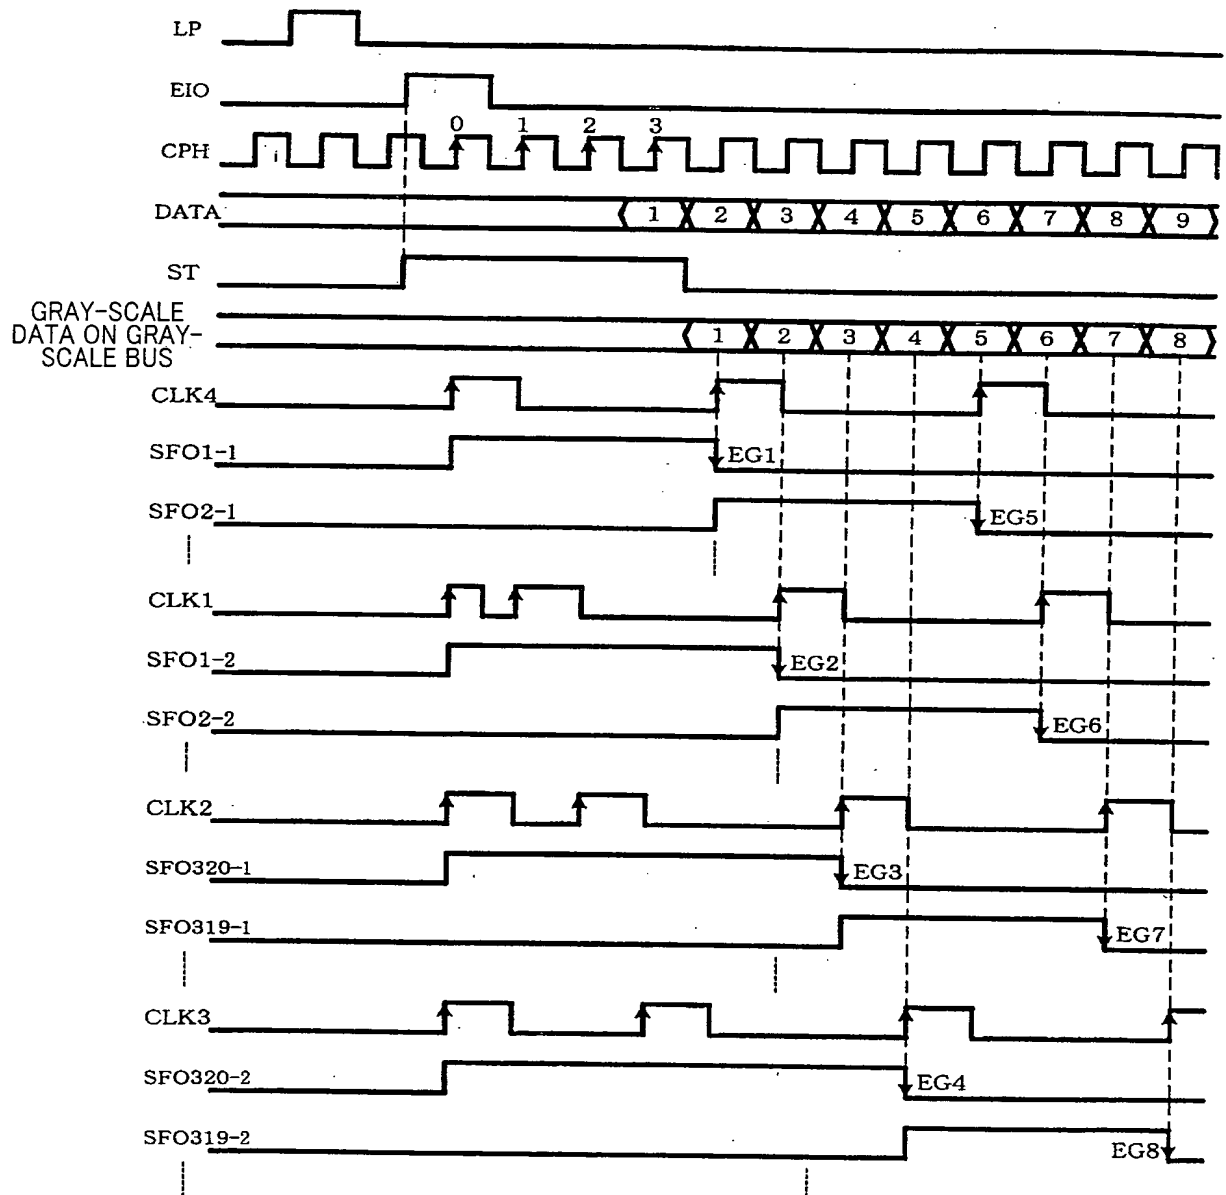 LP
EIO
CPH
0 1 2 3
DATA
1 2 3 4 5 6 7 8 9
ST
GRAY-SCALE
DATA ON GRAY-
SCALE BUS
1 2 3 4 5 6 7 8
CLK4
SFO1-1
EG1
SFO2-1
EG5
CLK1
SFO1-2
EG2
SFO2-2
EG6
CLK2
SFO320-1
EG3
SFO319-1
EG7
CLK3
SFO320-2
EG4
SFO319-2
EG8